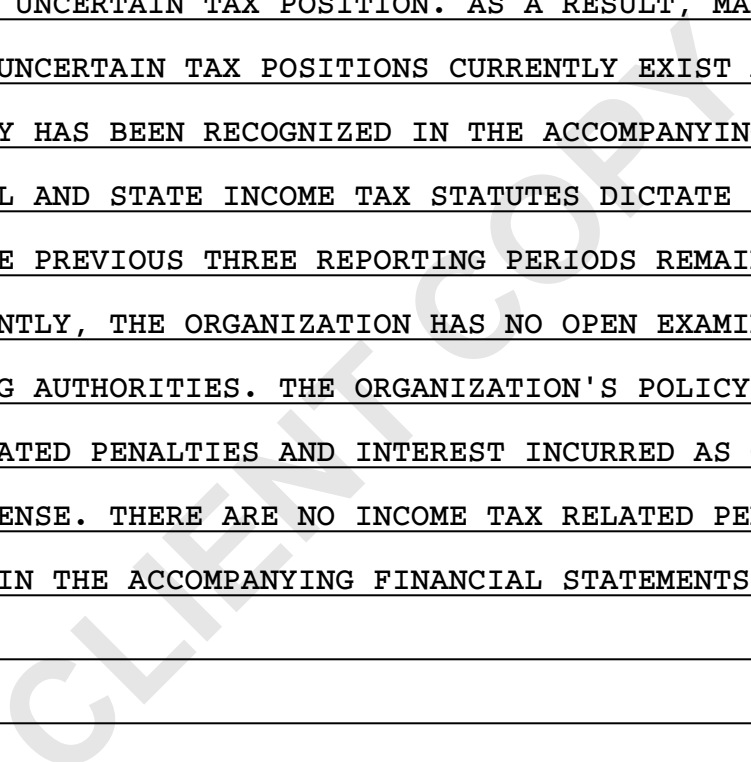 UNCERTAIN TAX POSITION. AS A RESULT, MA
UNCERTAIN TAX POSITIONS CURRENTLY EXIST
Y HAS BEEN RECOGNIZED IN THE ACCOMPANYIN
L AND STATE INCOME TAX STATUTES DICTATE
E PREVIOUS THREE REPORTING PERIODS REMAI
NTLY, THE ORGANIZATION HAS NO OPEN EXAMI
G AUTHORITIES. THE ORGANIZATION'S POLICY
ATED PENALTIES AND INTEREST INCURRED AS
ENSE. THERE ARE NO INCOME TAX RELATED PE
IN THE ACCOMPANYING FINANCIAL STATEMENTS
CLIENT COPY